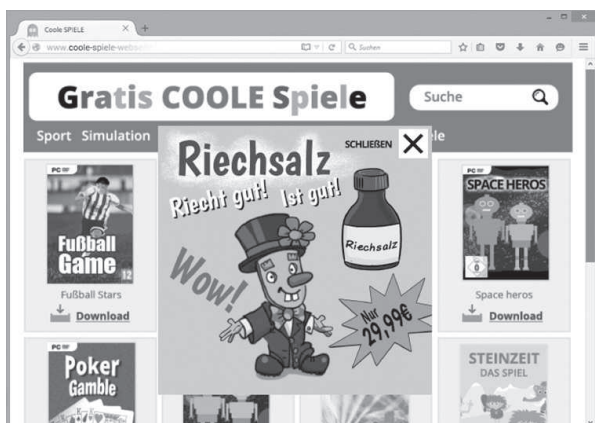 Coole SPIELE
www.coole-spiele-webse
Suchen
Gratis COOLE Spiele
Suche
Sport Simulation
le
SCHLIEßEN
Riechsalz
Riecht gut! Ist gut!
Riechsalz
Wow!
Nur
29,99€
PC
Fußball
Game
12
Fußball Stars
Download
PC
SPACE HEROS
6
Space heros
Download
PC
Poker
Gamble
K K
STEINZEIT
DAS SPIEL